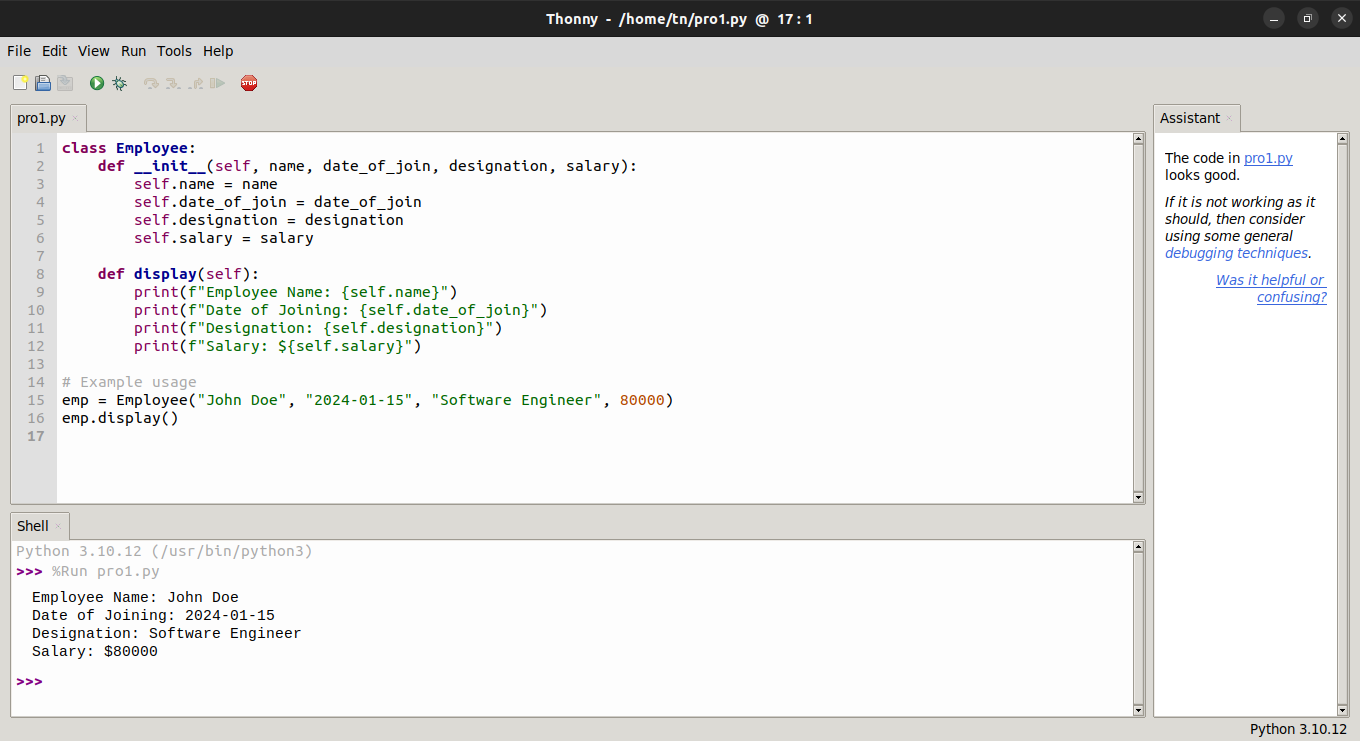 Thonny - /home/tn/pro1.py @ 17:1
File Edit View Run Tools Help
STOP
pro1.py
1 class Employee:
2     def __init__(self, name, date_of_join, designation, salary):
3         self.name = name
4         self.date_of_join = date_of_join
5         self.designation = designation
6         self.salary = salary
7
8     def display(self):
9         print(f"Employee Name: {self.name}")
10         print(f"Date of Joining: {self.date_of_join}")
11         print(f"Designation: {self.designation}")
12         print(f"Salary: ${self.salary}")
13
14 # Example usage
15 emp = Employee("John Doe", "2024-01-15", "Software Engineer", 80000)
16 emp.display()
17
Shell
Python 3.10.12 (/usr/bin/python3)
>>> %Run pro1.py
Employee Name: John Doe
Date of Joining: 2024-01-15
Designation: Software Engineer
Salary: $80000
>>>
Assistant
The code in pro1.py
looks good.
If it is not working as it
should, then consider
using some general
debugging techniques.
Was it helpful or
confusing?
Python 3.10.12